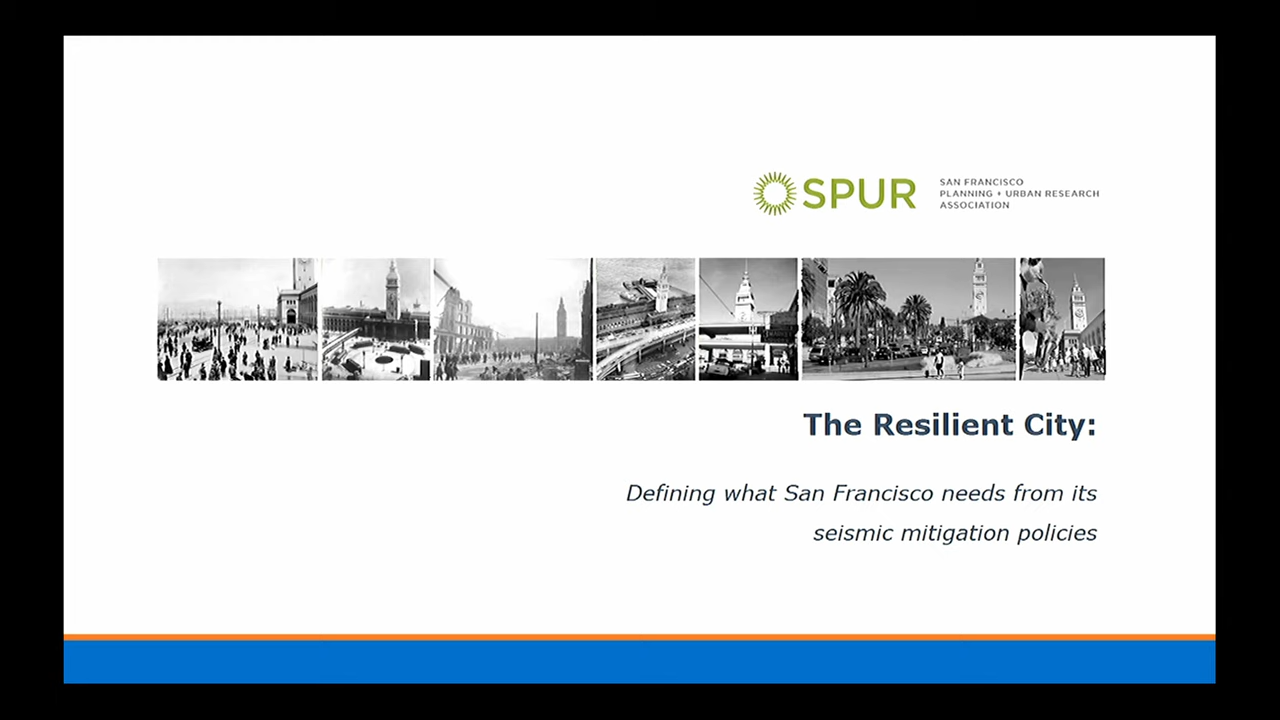 SPUR
SAN FRANCISCO
PLANNING + URBAN RESEARCH
ASSOCIATION
The Resilient City:
Defining what San Francisco needs from its
seismic mitigation policies